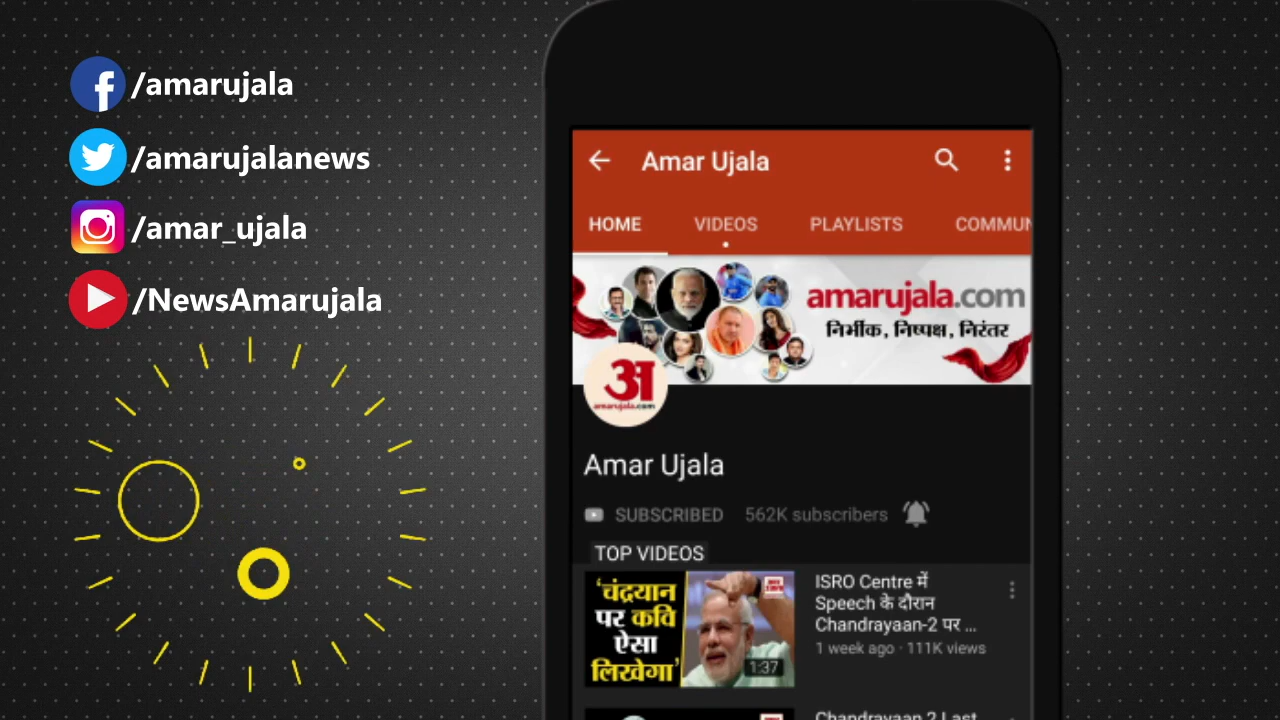 /amarujala
/amarujalanews
/amar_ujala
/NewsAmarujala
Amar Ujala
HOME VIDEOS PLAYLISTS COMMUN
amarujala.com
निर्भीक, निष्पक्ष, निरंतर
अ
amarujala.com
Amar Ujala
SUBSCRIBED 562K subscribers
TOP VIDEOS
‘चंद्रयान
पर कवि
ऐसा
लिखेगा’
1:37
ISRO Centre में
Speech के दौरान
Chandrayaan-2 पर ...
1 week ago · 111K views
Chandrayaan 2 Last